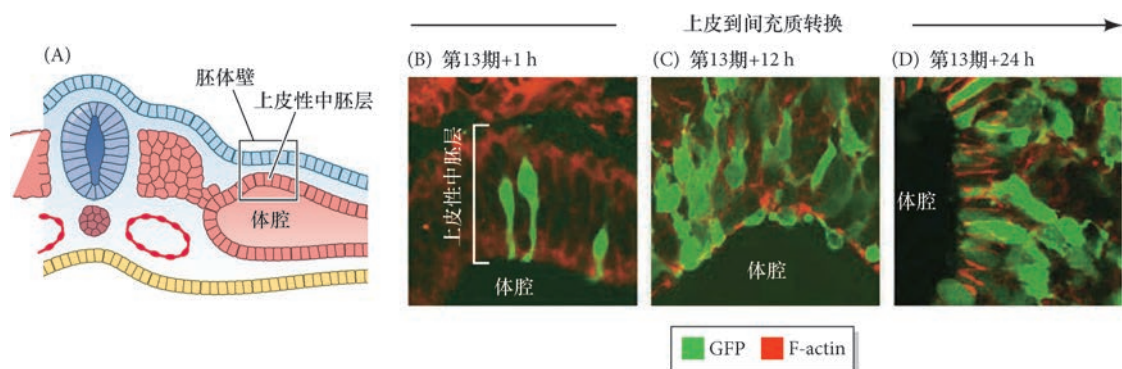 上皮到间充质转换
(A)
胚体壁
上皮性中胚层
体腔
(B) 第13期+1 h
上皮性中胚层
体腔
(C) 第13期+12 h
体腔
(D) 第13期+24 h
体腔
GFP
F-actin